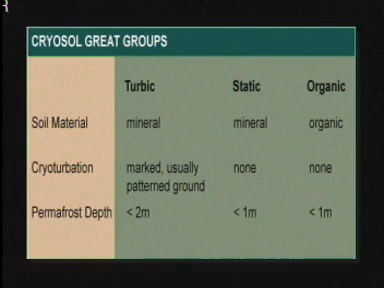 CRYOSOL GREAT GROUPS
Turbic Static Organic
Soil Material mineral mineral organic
Cryoturbation marked, usually none none
patterned ground
Permafrost Depth < 2m < 1m < 1m